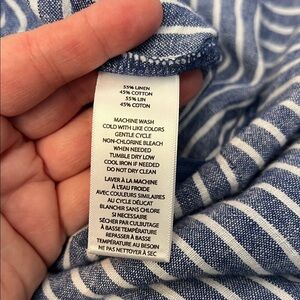 55% LINEN
45% COTTON
55% LIN
45% COTON
MACHINE WASH
COLD WITH LIKE COLORS
GENTLE CYCLE
NON-CHLORINE BLEACH
WHEN NEEDED
TUMBLE DRY LOW
COOL IRON IF NEEDED
DO NOT DRY CLEAN
LAVER À LA MACHINE
À L'EAU FROIDE
AVEC COULEURS SIMILAIRES
AU CYCLE DÉLICAT
BLANCHIR SANS CHLORE
SI NÉCESSAIRE
SÉCHER PAR CULBUTAGE
À BASSE TEMPÉRATURE
REPASSER À BASSE
TEMPÉRATURE AU BESOIN
NE PAS NETTOYER À SEC